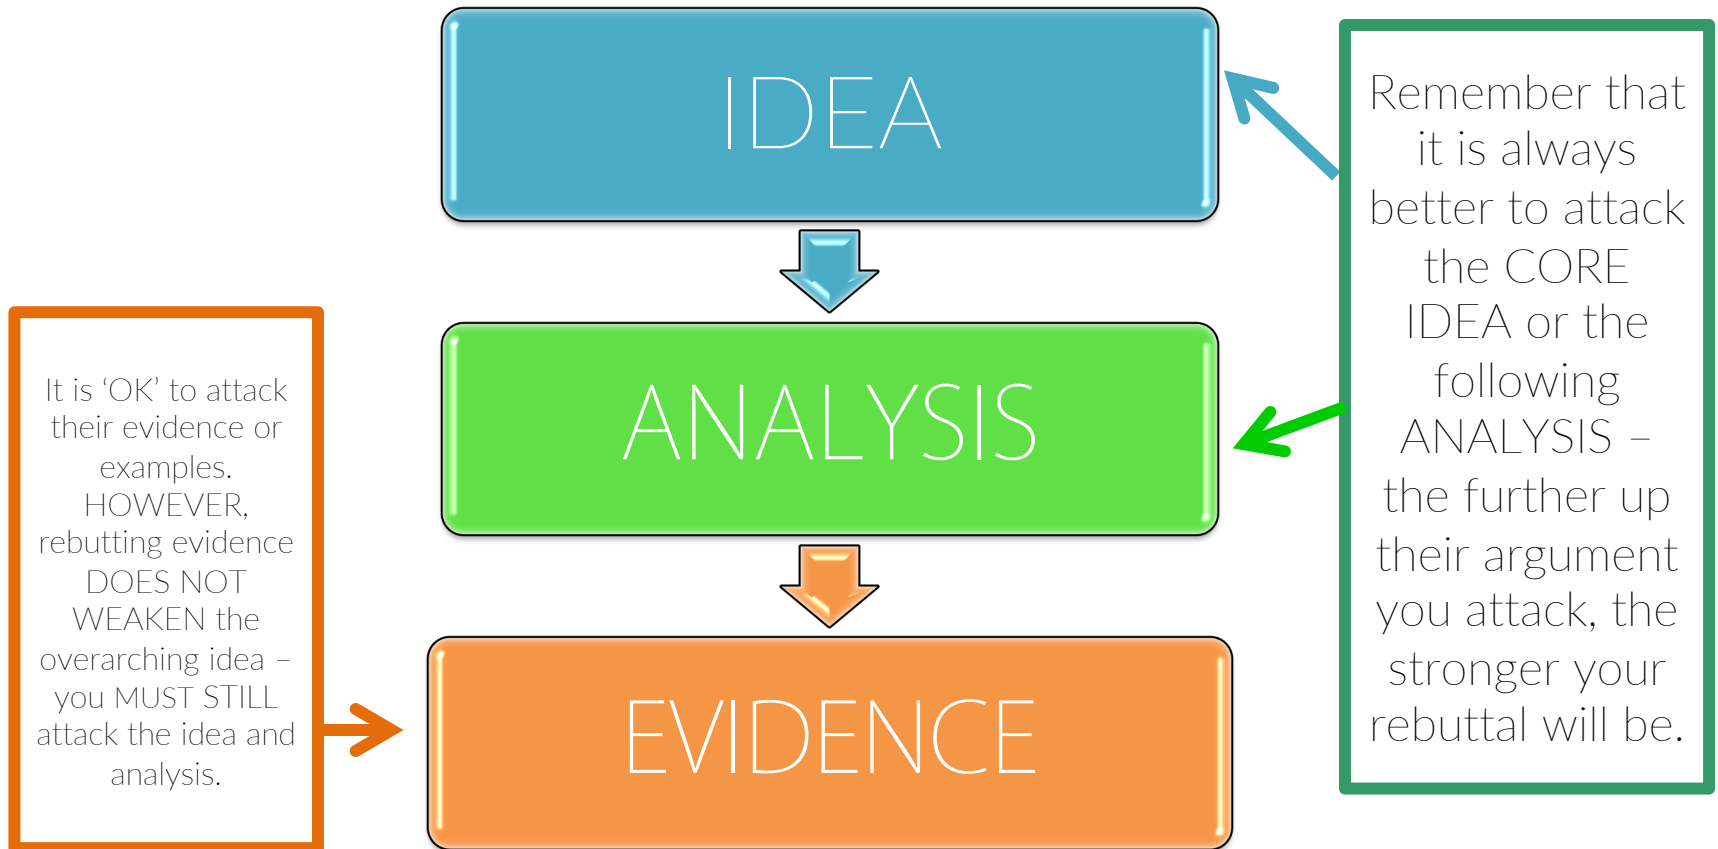 IDEA
ANALYSIS
EVIDENCE
It is ‘OK’ to attack
their evidence or
examples.
HOWEVER,
rebutting evidence
DOES NOT
WEAKEN the
overarching idea –
you MUST STILL
attack the idea and
analysis.
Remember that
it is always
better to attack
the CORE
IDEA or the
following
ANALYSIS –
the further up
their argument
you attack, the
stronger your
rebuttal will be.